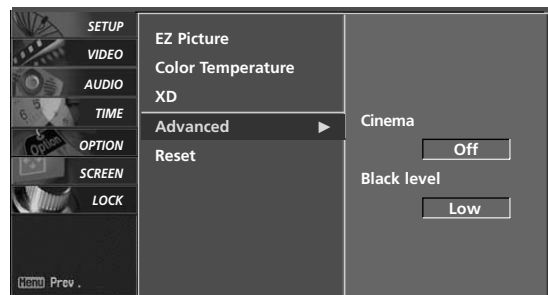 SETUP
VIDEO
AUDIO
TIME
OPTION
SCREEN
LOCK
Menu Prev.
EZ Picture
Color Temperature
XD
Advanced ▶
Reset
Cinema
Off
Black level
Low
Option